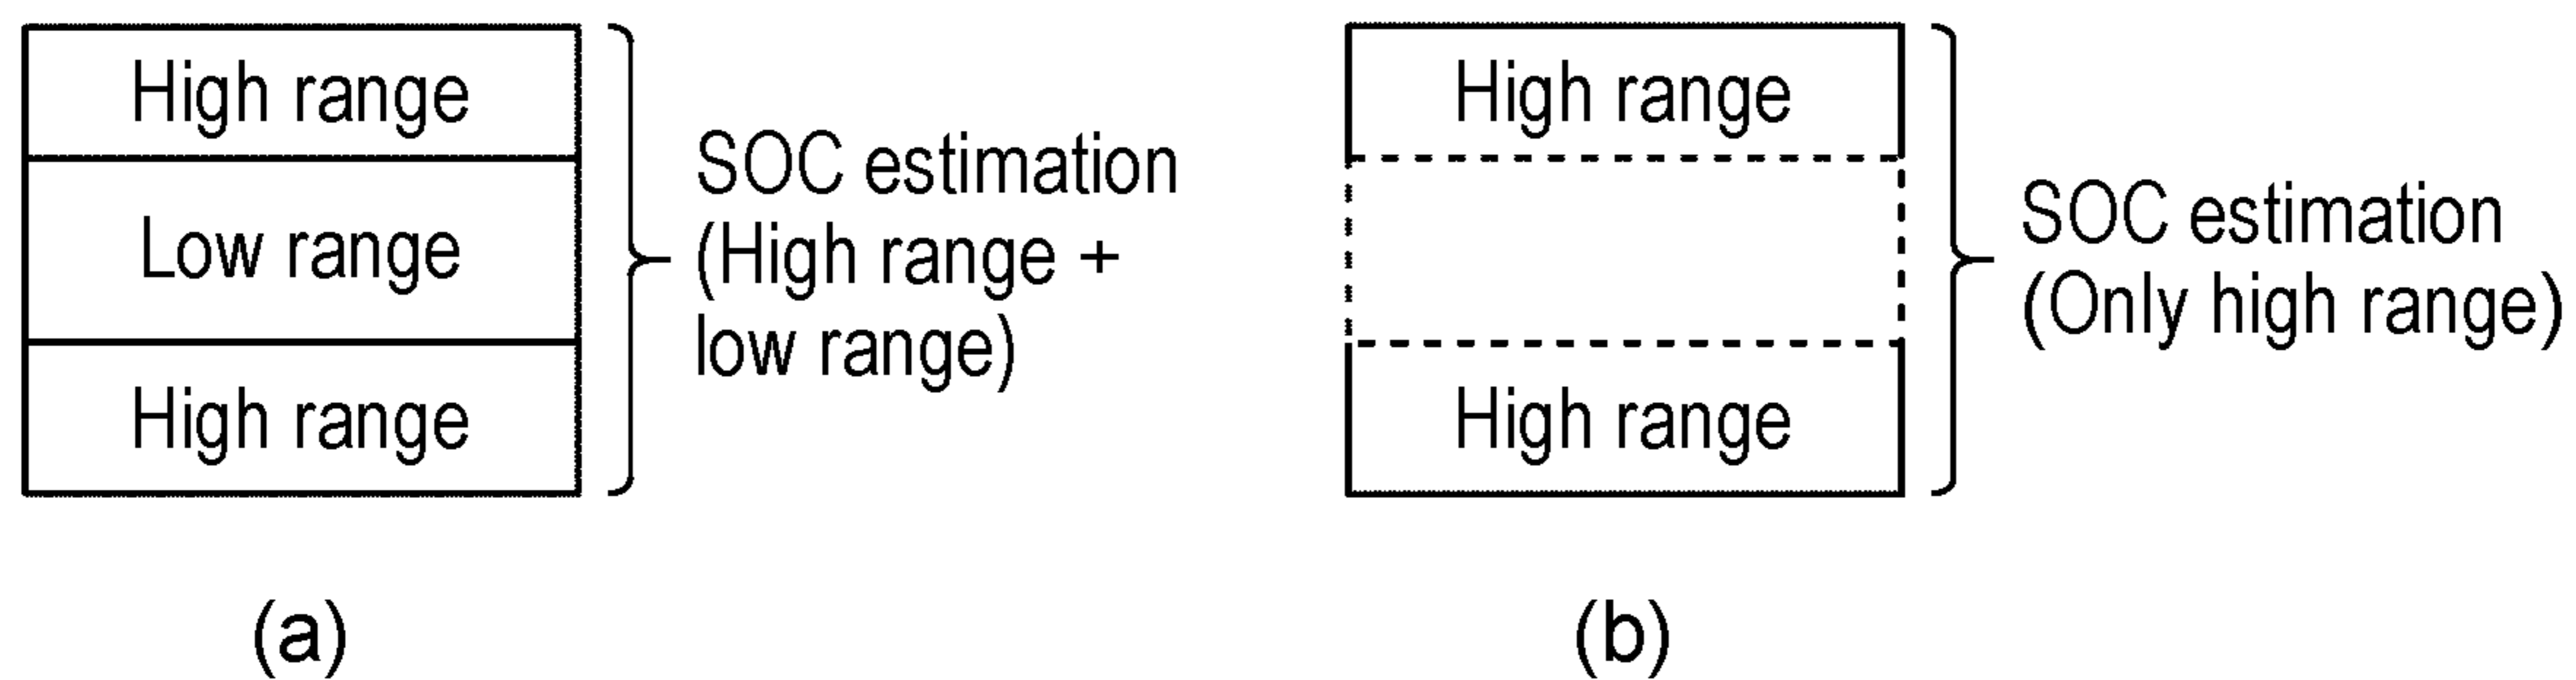 High range
Low range
High range
SOC estimation
(High range +
low range)
(a)
High range
High range
SOC estimation
(Only high range)
(b)